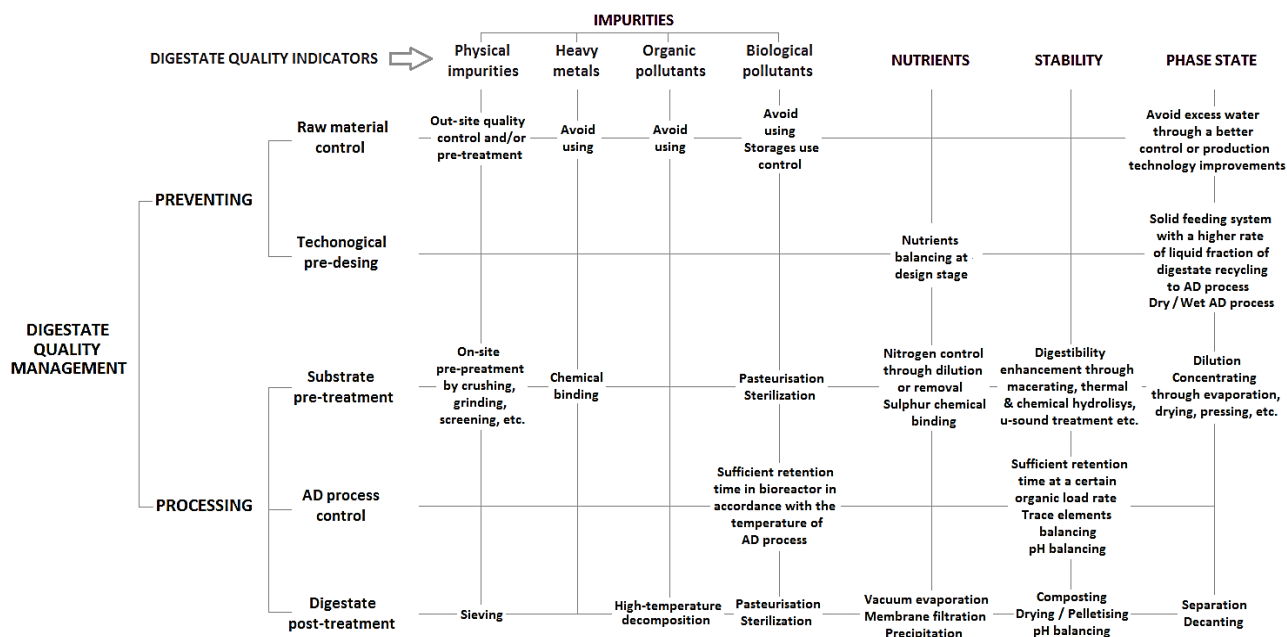 IMPURITIES
DIGESTATE QUALITY INDICATORS
Physical
impurities
Heavy
metals
Organic
pollutants
Biological
pollutants
NUTRIENTS
STABILITY
PHASE STATE
DIGESTATE
QUALITY
MANAGEMENT
PREVENTING
Raw material
control
Out-site quality
control and/or
pre-treatment
Avoid
using
Avoid
using
Avoid
using
Storages use
control
Avoid excess water
through a better
control or production
technology improvements
Techonogical
pre-desing
Nutrients
balancing at
design stage
Solid feeding system
with a higher rate
of liquid fraction of
digestate recycling
to AD process
Dry / Wet AD process
PROCESSING
Substrate
pre-treatment
On-site
pre-preatment
by crushing,
grinding,
screening, etc.
Chemical
binding
Pasteurisation
Sterilization
Nitrogen control
through dilution
or removal
Sulphur chemical
binding
Digestibility
enhancement through
macerating, thermal
& chemical hydrolisys,
u-sound treatment etc.
Dilution
Concentrating
through evaporation,
drying, pressing, etc.
AD process
control
Sufficient retention
time in bioreactor in
accordance with the
temperature of
AD process
Sufficient retention
time at a certain
organic load rate
Trace elements
balancing
pH balancing
Digestate
post-treatment
Sieving
High-temperature
decomposition
Pasteurisation
Sterilization
Vacuum evaporation
Membrane filtration
Precipitation
Composting
Drying / Pelletising
pH balancing
Separation
Decanting